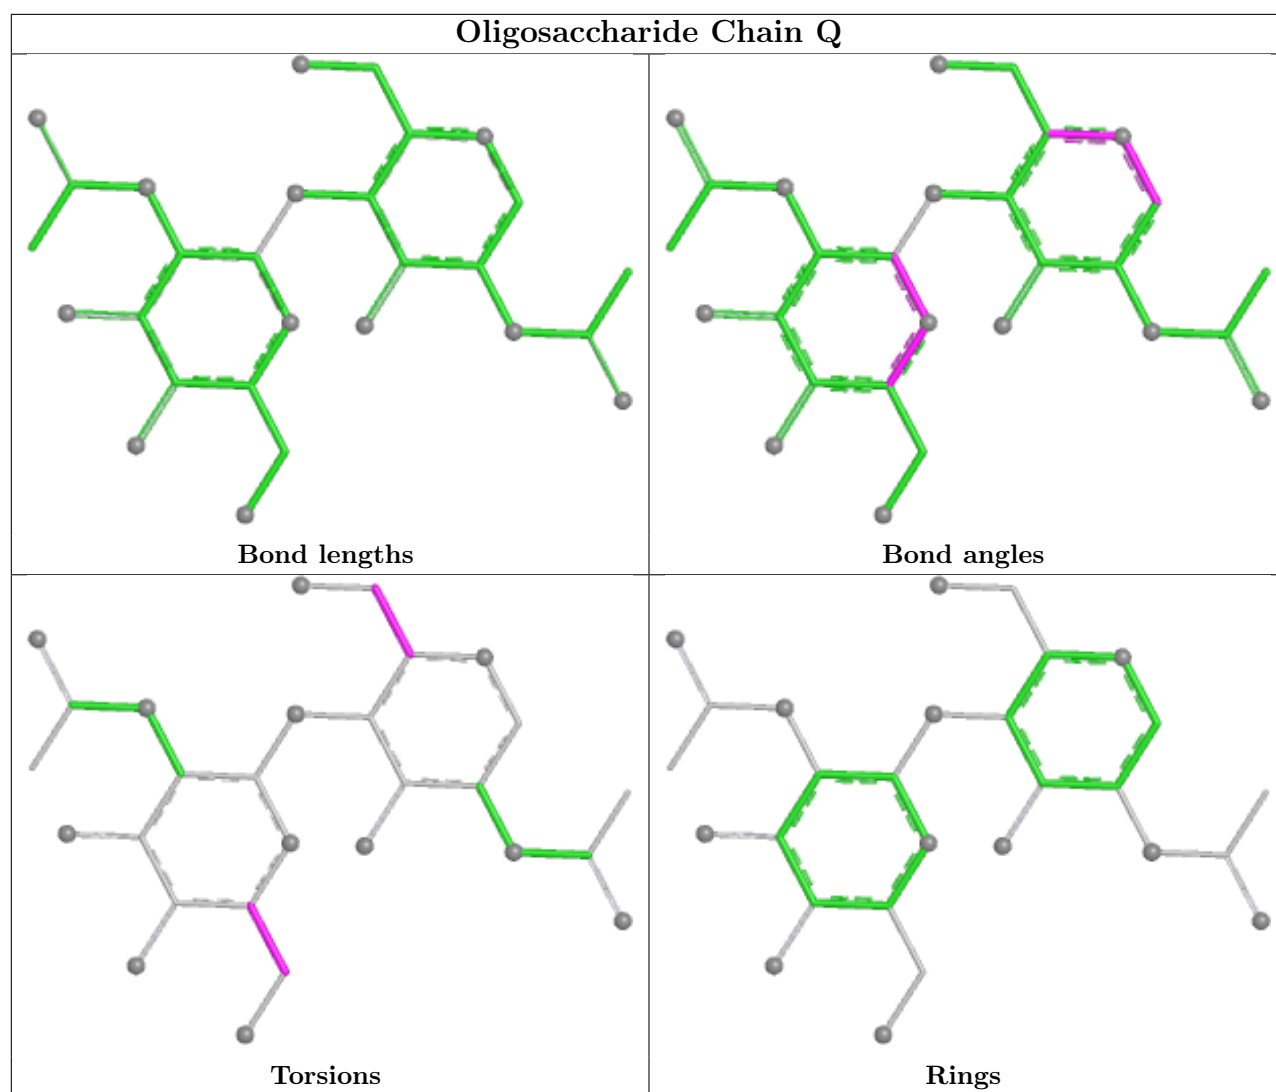 Oligosaccharide Chain Q
Bond lengths
Bond angles
Torsions
Rings